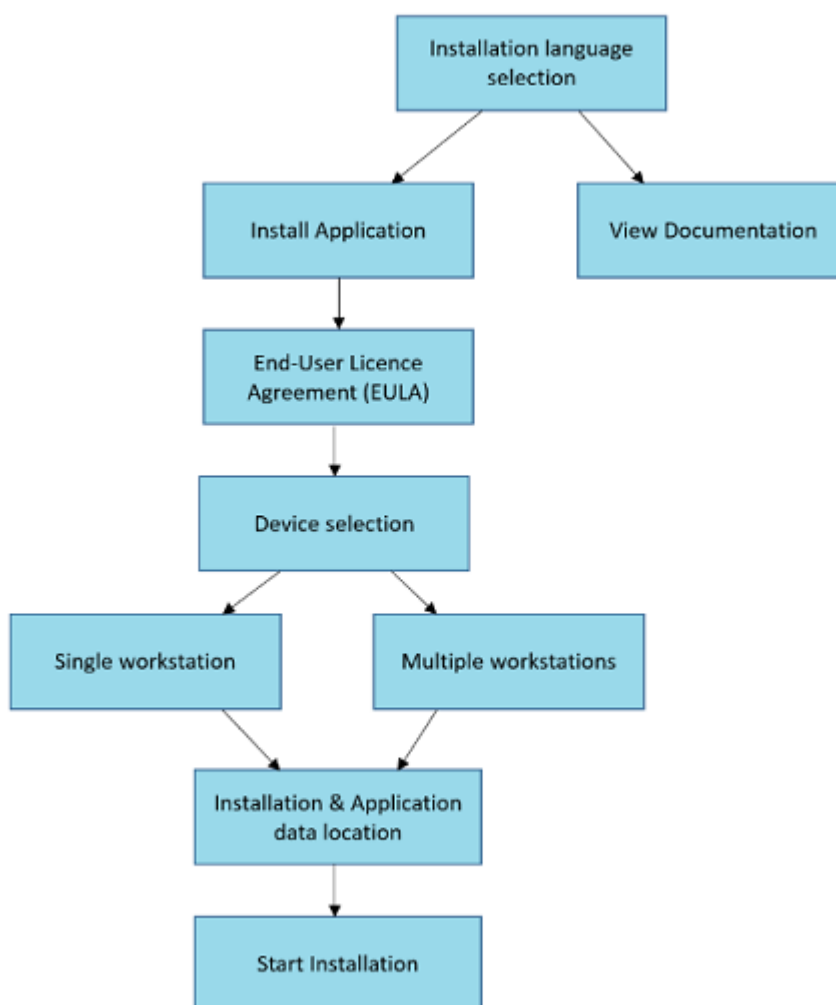 Installation language
selection
Install Application
View Documentation
End-User Licence
Agreement (EULA)
Device selection
Single workstation
Multiple workstations
Installation & Application
data location
Start Installation